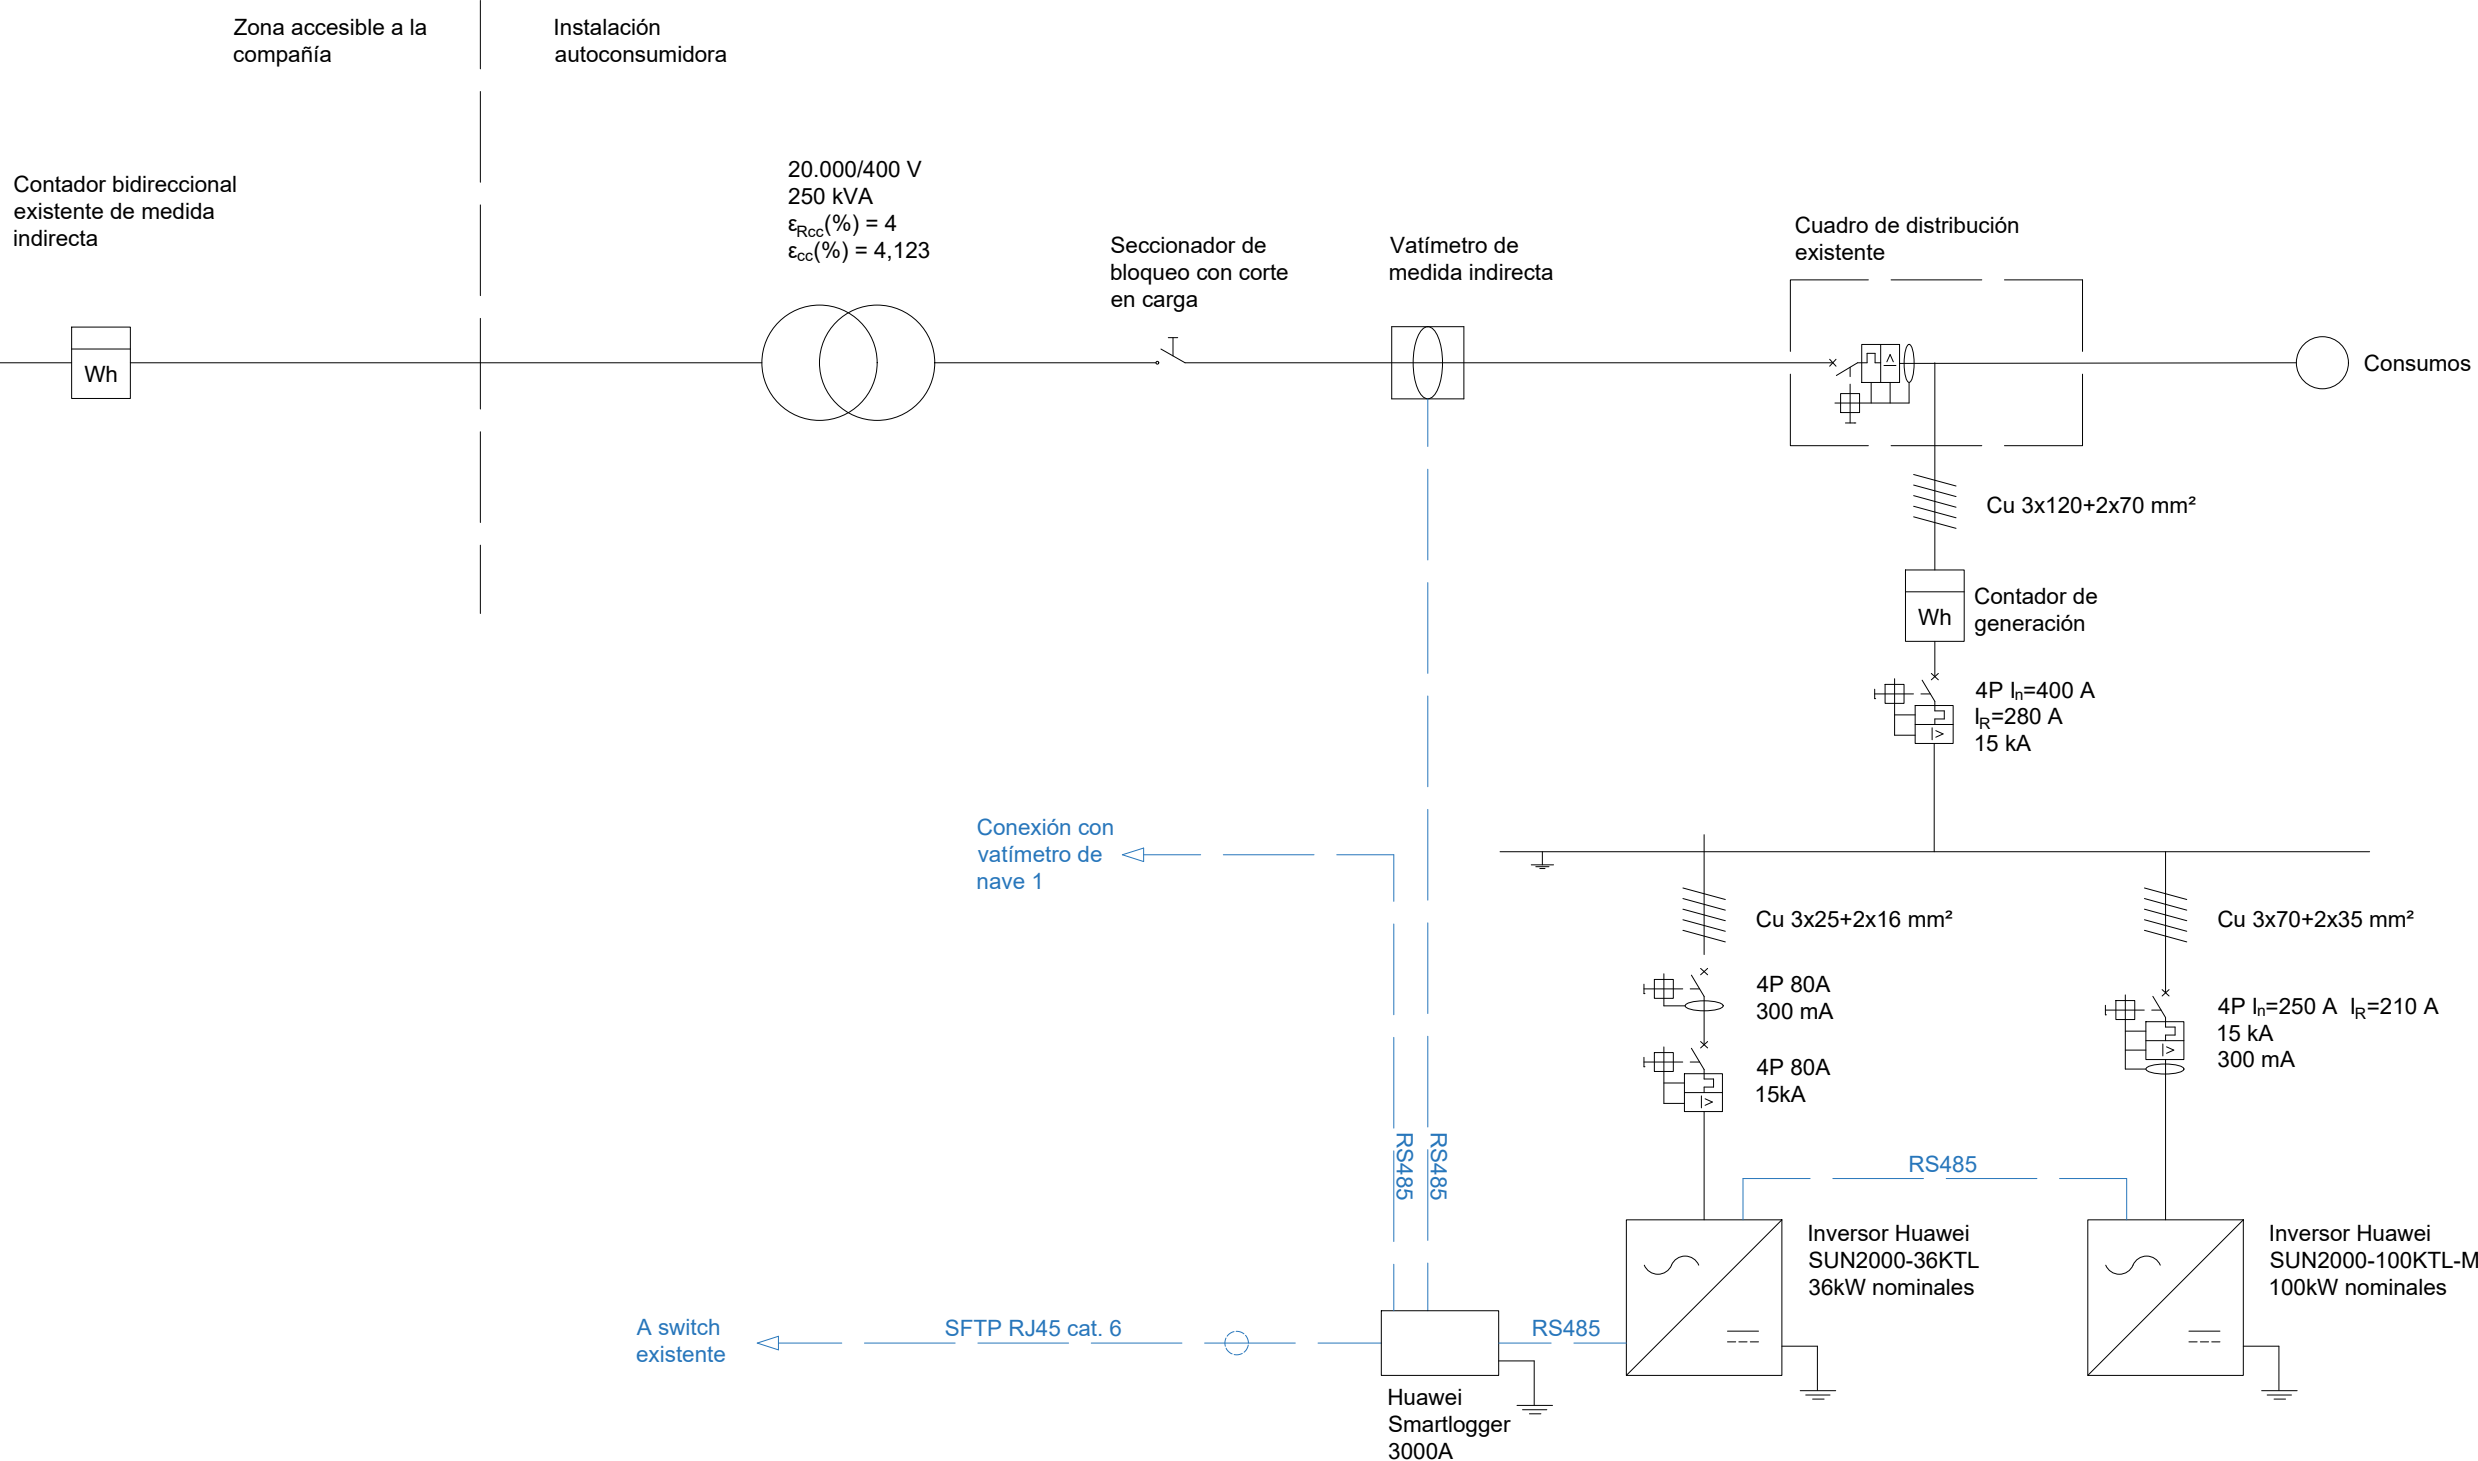 Zona accesible a la
compañía
Instalación
autoconsumidora
Contador bidireccional
existente de medida
indirecta
Wh
20.000/400 V
250 kVA
εRcc(%) = 4
εcc(%) = 4,123
Seccionador de
bloqueo con corte
en carga
Vatímetro de
medida indirecta
Cuadro de distribución
existente
Consumos
Cu 3x120+2x70 mm²
Wh
Contador de
generación
4P In=400 A
IR=280 A
15 kA
Conexión con
vatímetro de
nave 1
Cu 3x25+2x16 mm²
Cu 3x70+2x35 mm²
4P 80A
300 mA
4P 80A
15kA
4P In=250 A IR=210 A
15 kA
300 mA
RS485
RS485
RS485
Inversor Huawei
SUN2000-36KTL
36kW nominales
Inversor Huawei
SUN2000-100KTL-M
100kW nominales
A switch
existente
SFTP RJ45 cat. 6
RS485
Huawei
Smartlogger
3000A